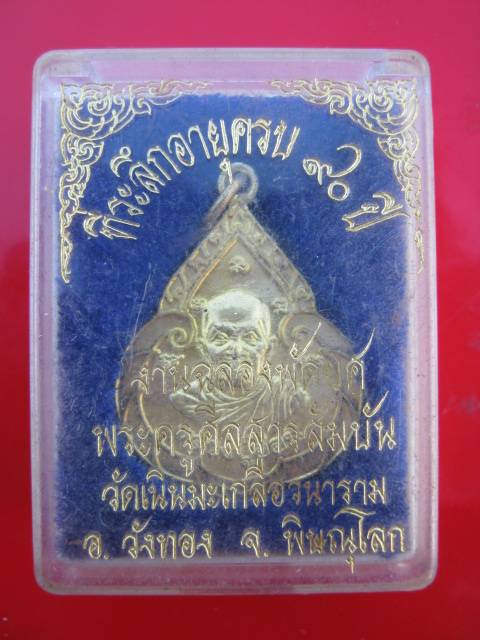 ที่ระลึกอายุครบ ๙๐ ปี
งานฉลองพัดยศ
พระครูศีลสารสัมบัน
วัดเนินมะเกลือวนาราม
อ. วังทอง จ. พิษณุโลก